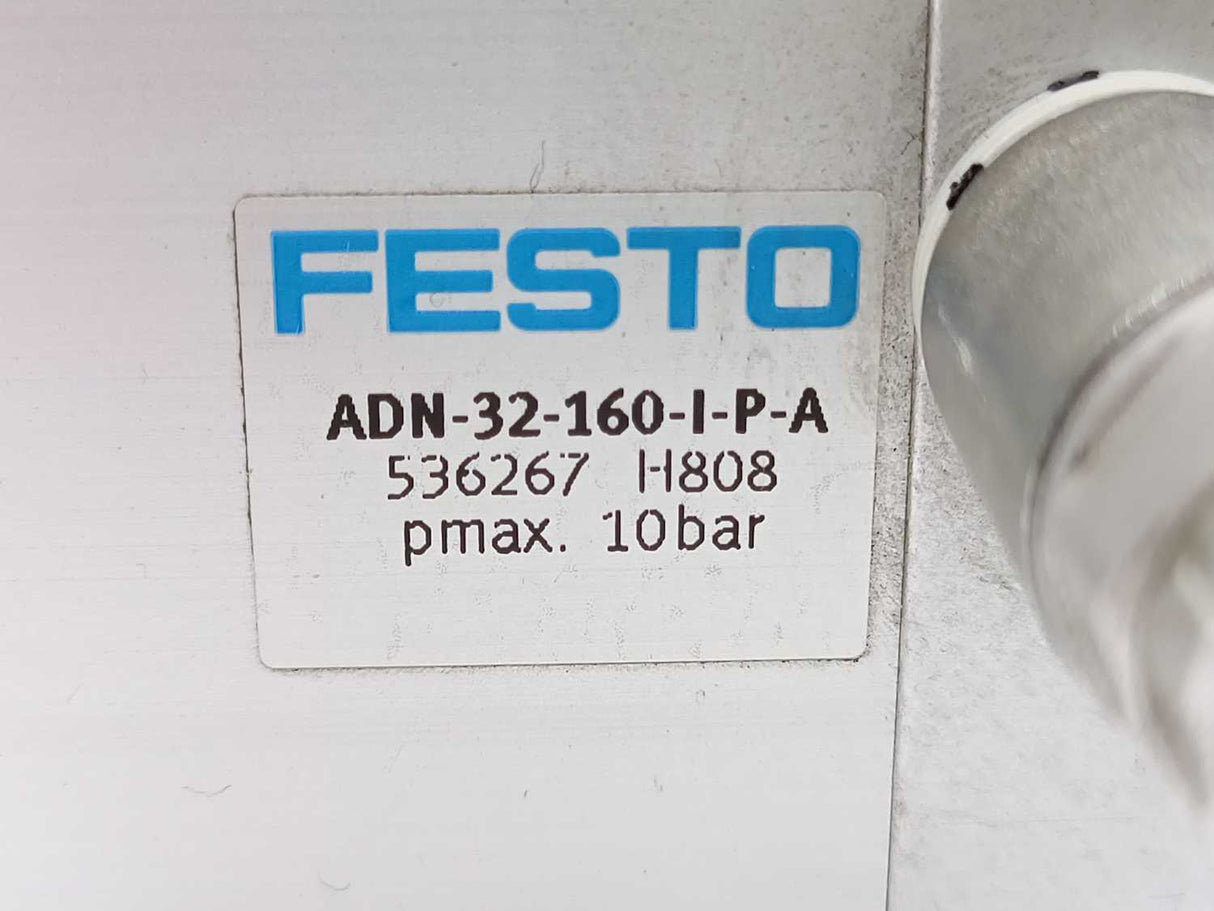 FESTO
ADN-32-160-I-P-A
536267 H808
pmax. 10bar